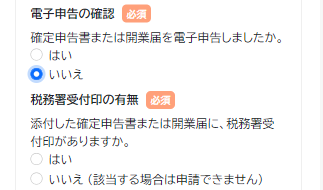 電子申告の確認 必須
確定申告書または開業届を電子申告しましたか。
はい
いいえ
税務署受付印の有無 必須
添付した確定申告書または開業届に、税務署受
付印がありますか。
はい
いいえ（該当する場合は申請できません）